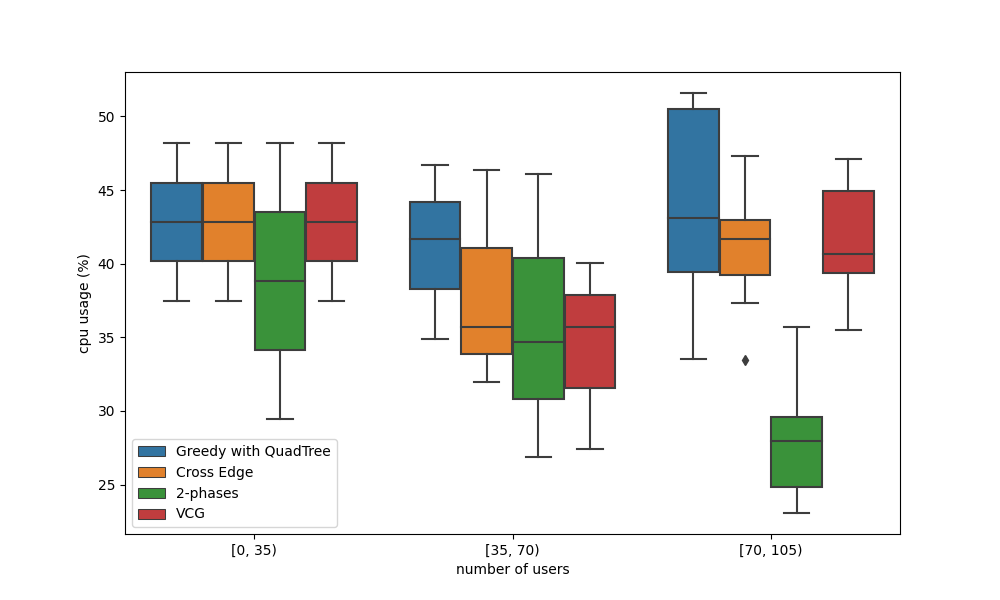 50
45
40
35
30
25
cpu usage (%)
Greedy with QuadTree
Cross Edge
2-phases
VCG
[0, 35)
[35, 70)
[70, 105)
number of users